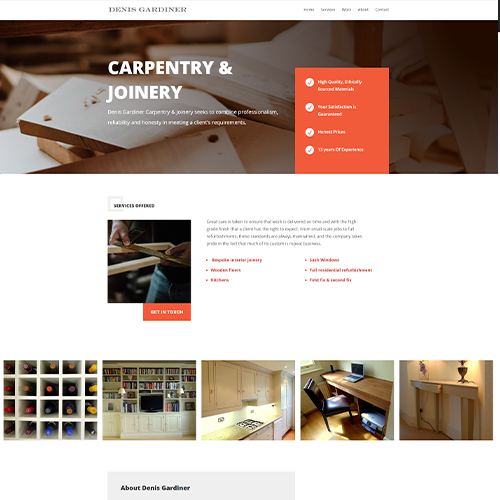 DENIS GARDINER
Home Services Work About Contact
CARPENTRY &
JOINERY
Denis Gardiner Carpentry & Joinery seeks to combine professionalism,
reliability and honesty in meeting a client's requirements.
High Quality, Ethically
Sourced Materials
Your Satisfaction is
Guaranteed
Honest Prices
15 years Of Experience
SERVICES OFFERED
Great care is taken to ensure that work is delivered on time and with the high
grade finish that a client has the right to expect. From small scale jobs to full
refurbishments, these standards are always maintained, and the company takes
pride in the fact that much of its custom is repeat business.
Bespoke interior joinery
Wooden Floors
Kitchens
Sash Windows
Full residential refurbishment
First fix & second fix
GET IN TOUCH
About Denis Gardiner